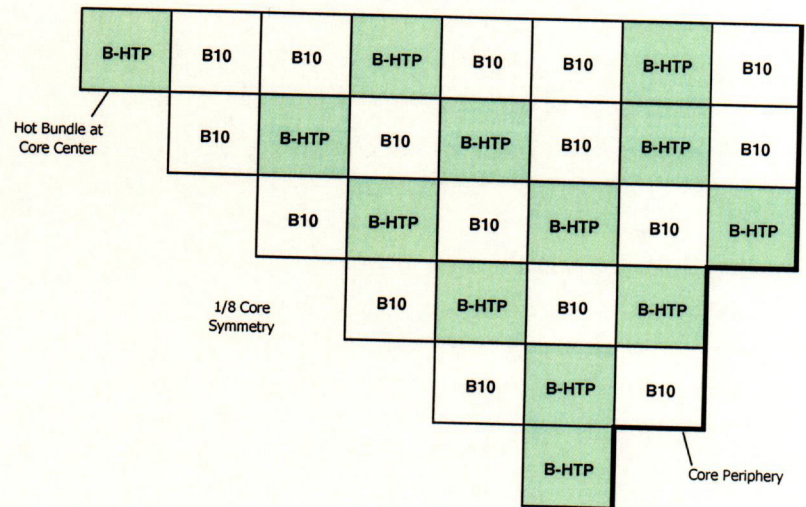 B-HTP B10 B10 B-HTP B10 B10 B-HTP B10
Hot Bundle at
Core Center
B10 B-HTP B10 B-HTP B10 B-HTP B10
B10 B-HTP B10 B-HTP B10 B-HTP
1/8 Core
Symmetry
B10 B-HTP B10 B-HTP
B10 B-HTP B10
B-HTP
Core Periphery